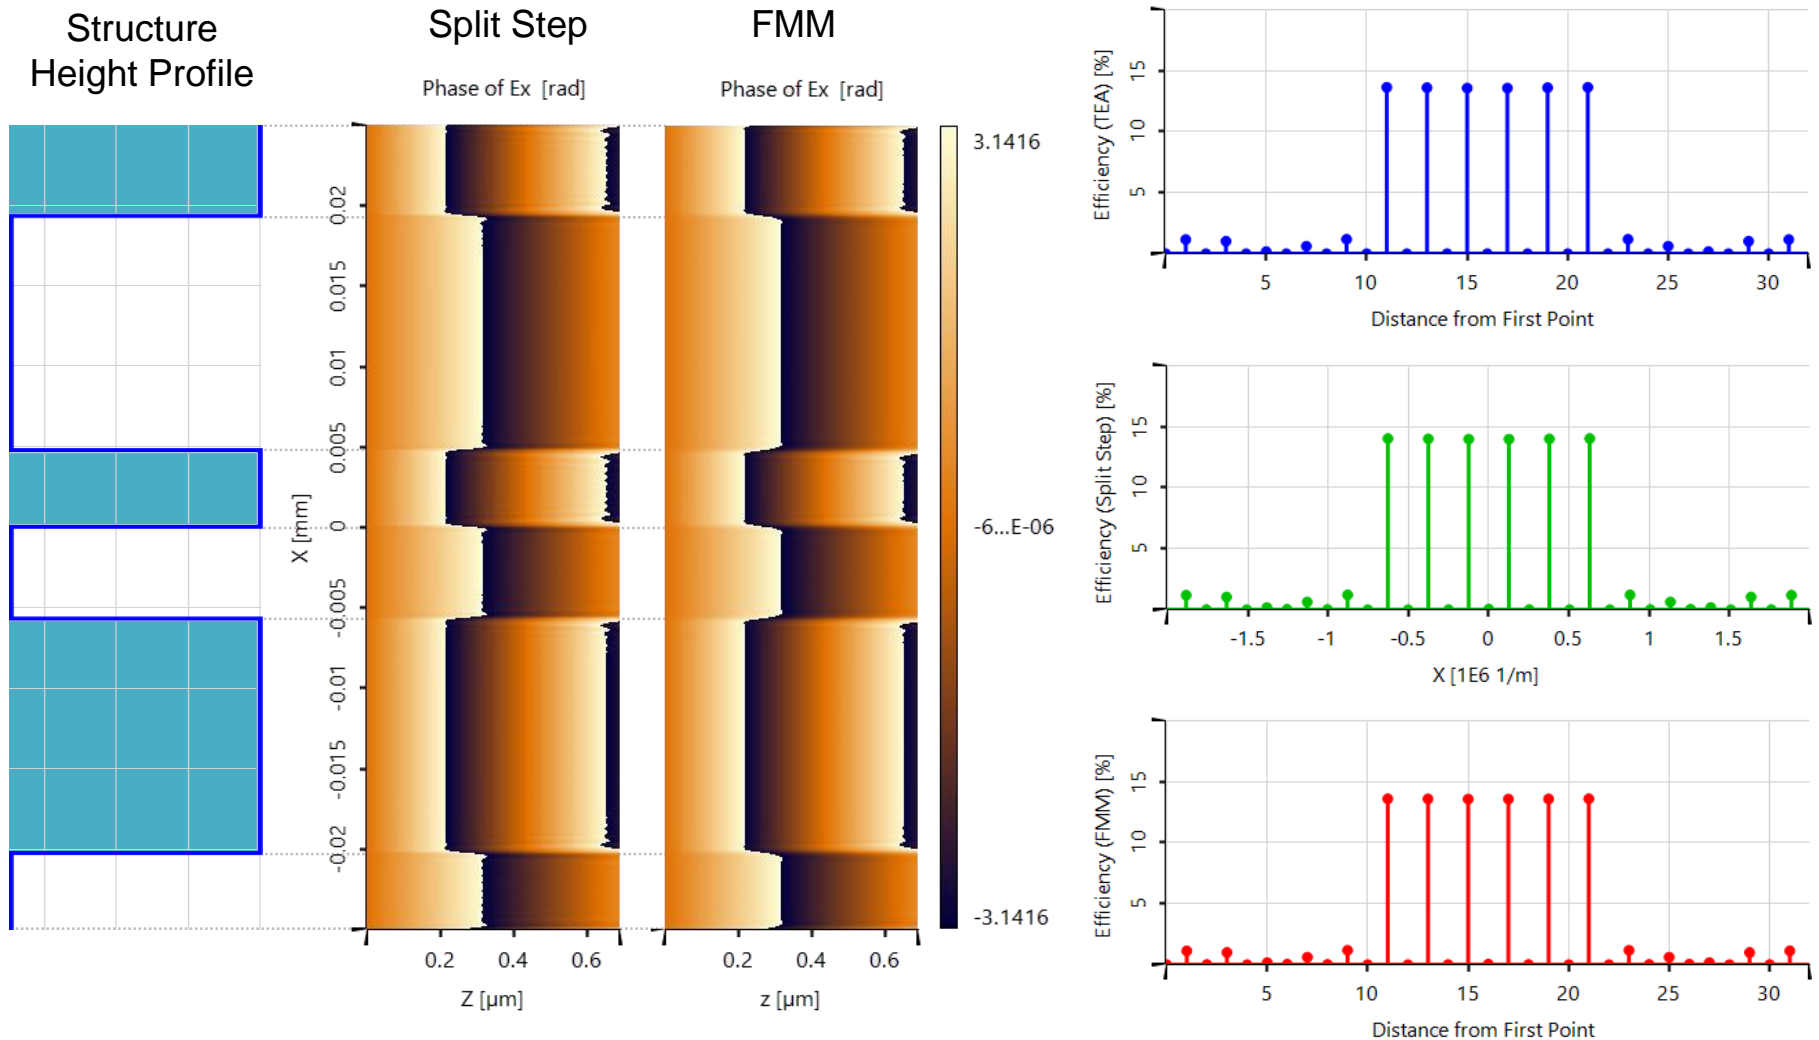 Structure
Height Profile
Split Step
FMM
Phase of Ex  [rad]
Phase of Ex  [rad]
X [mm]
0.02
0.015
0.01
0.005
0
-0.005
-0.01
-0.015
-0.02
0.2
0.4
0.6
Z [µm]
0.2
0.4
0.6
z [µm]
3.1416
-6...E-06
-3.1416
Efficiency (TEA) [%]
15
10
5
5
10
15
20
25
30
Distance from First Point
Efficiency (Split Step) [%]
15
10
5
-1.5
-1
-0.5
0
0.5
1
1.5
X [1E6 1/m]
Efficiency (FMM) [%]
15
10
5
5
10
15
20
25
30
Distance from First Point